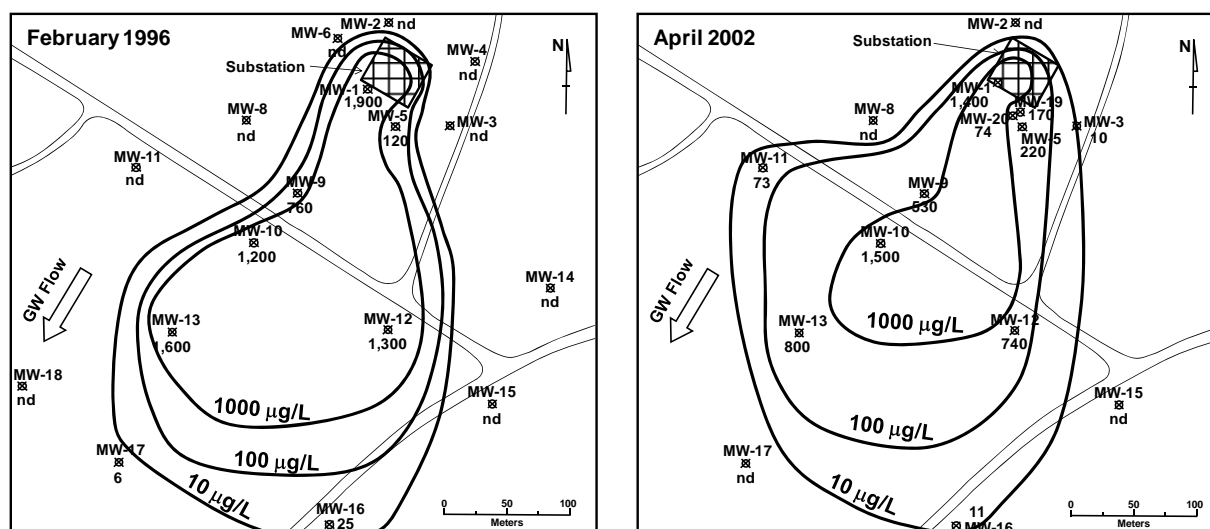 February 1996
MW-2
nd
MW-6
nd
MW-4
nd
N
Substation
MW-1
1,900
MW-8
nd
MW-5
120
MW-3
nd
MW-11
nd
MW-9
760
MW-10
1,200
MW-14
nd
GW Flow
MW-13
1,600
MW-12
1,300
MW-18
nd
MW-15
nd
1000 µg/L
MW-17
6
100 µg/L
10 µg/L
MW-16
25
0 50 100
Meters
April 2002
MW-2
nd
N
Substation
MW-1
1,400
MW-19
170
MW-8
nd
MW-20
74
MW-5
220
MW-3
10
MW-11
73
MW-9
530
MW-10
1,500
GW Flow
MW-13
800
1000 µg/L
MW-12
740
MW-15
nd
100 µg/L
MW-17
nd
10 µg/L
11
MW-16
0 50 100
Meters